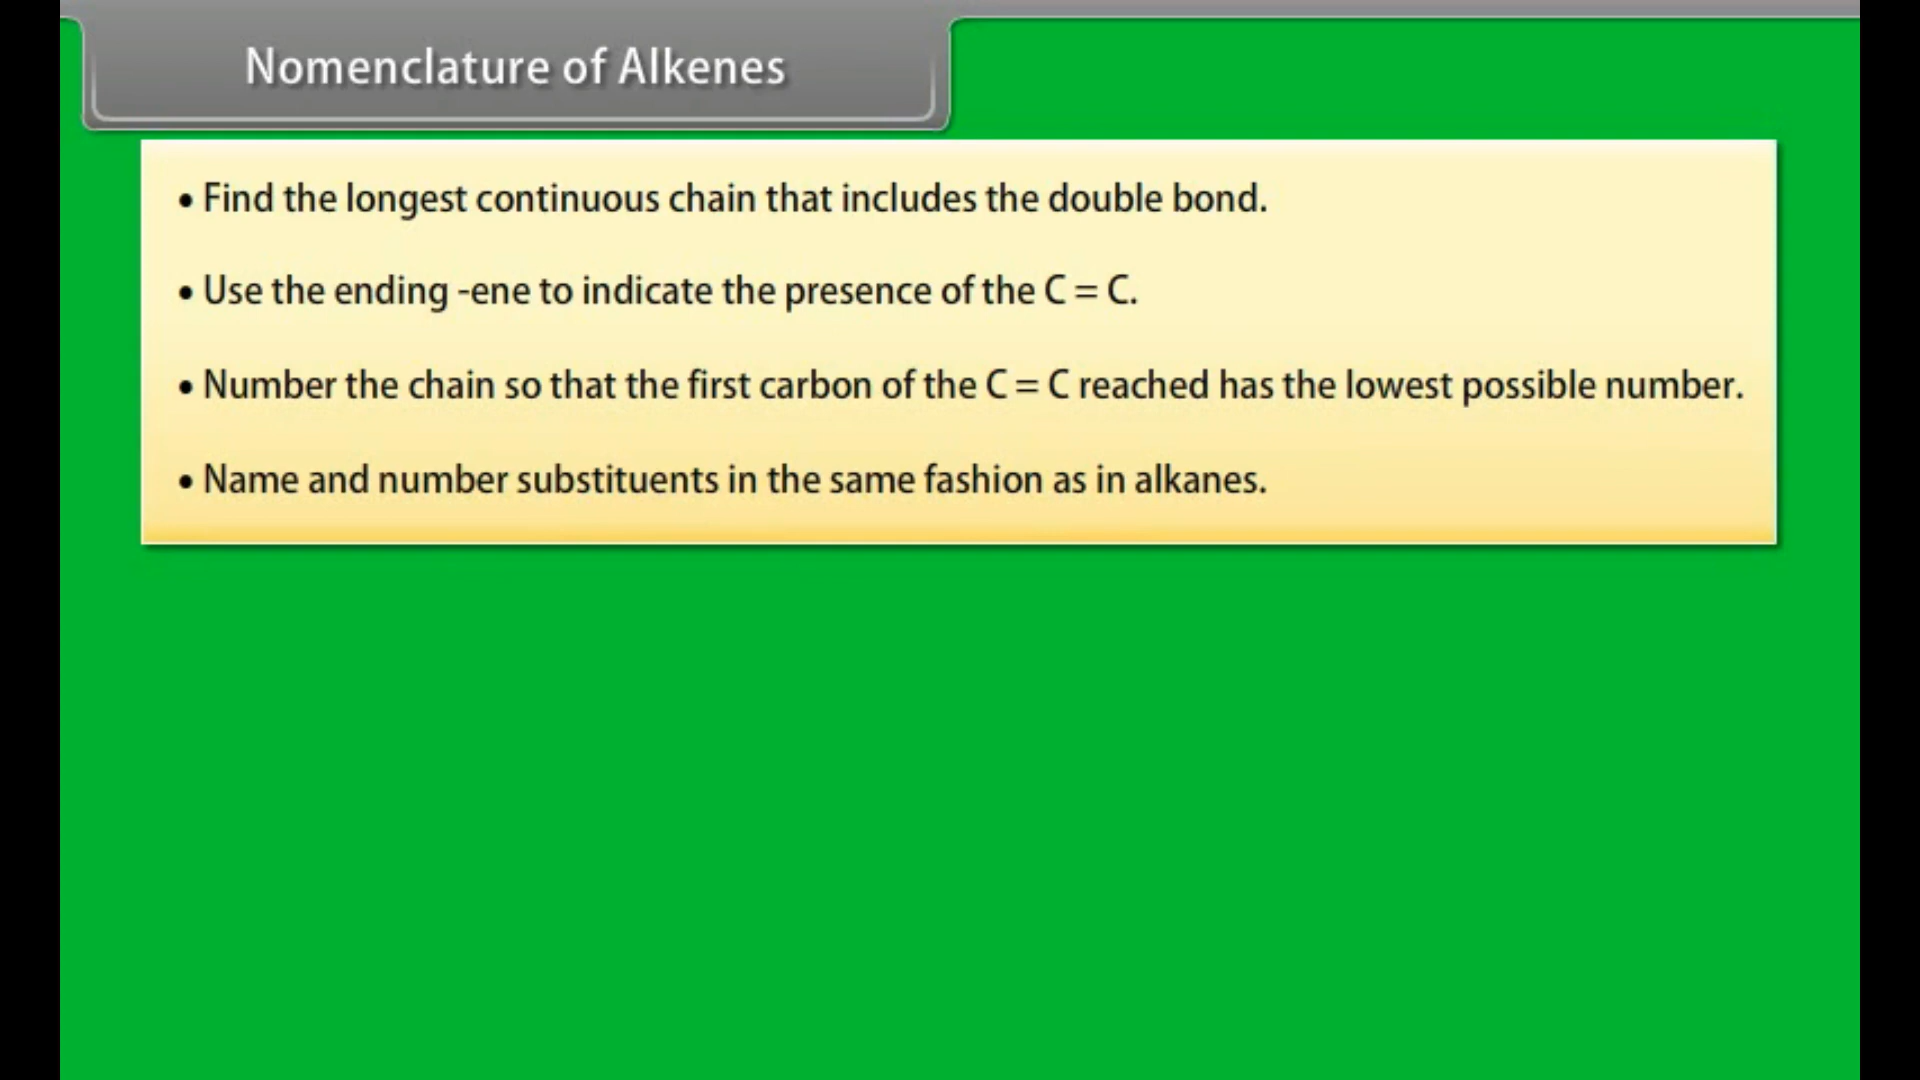 Nomenclature of Alkenes
• Find the longest continuous chain that includes the double bond.
• Use the ending -ene to indicate the presence of the C = C.
• Number the chain so that the first carbon of the C = C reached has the lowest possible number.
• Name and number substituents in the same fashion as in alkanes.